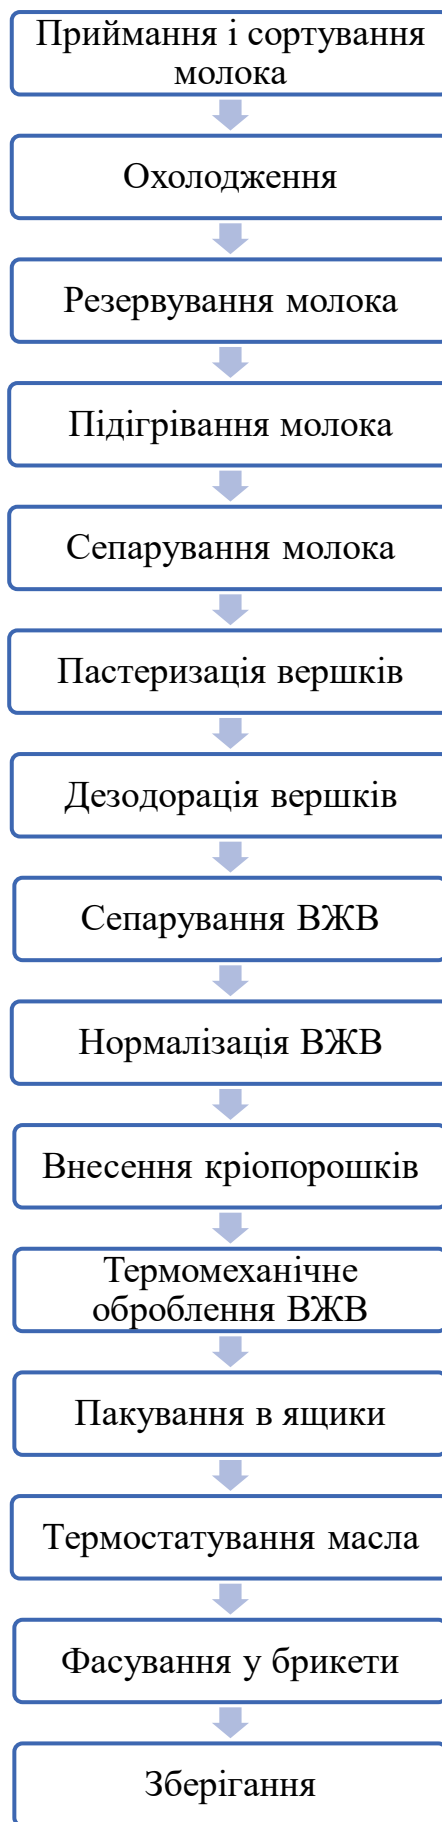 Приймання і сортування
молока
Охолодження
Резервування молока
Підігрівання молока
Сепарування молока
Пастеризація вершків
Дезодорація вершків
Сепарування ВЖВ
Нормалізація ВЖВ
Внесення кріопорошків
Термомеханічне
оброблення ВЖВ
Пакування в ящики
Термостатування масла
Фасування у брикети
Зберігання